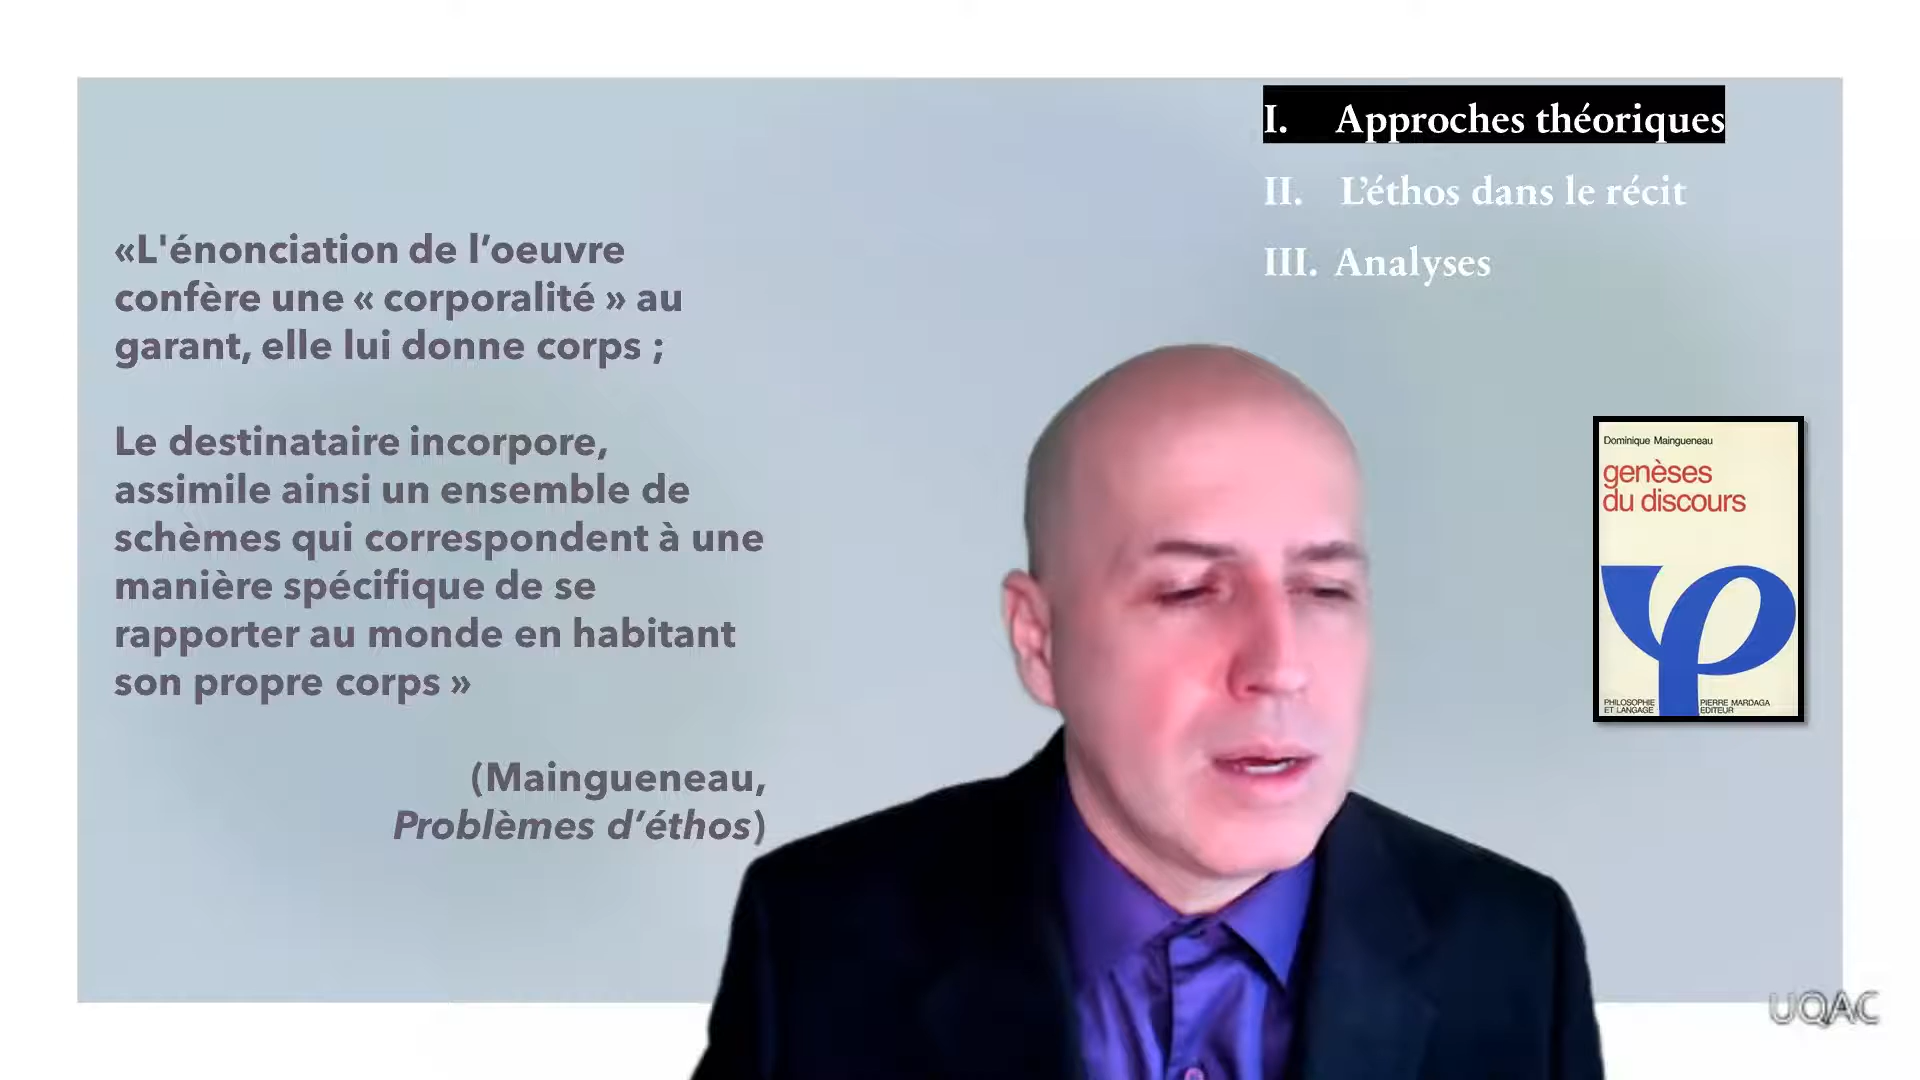 I. Approches théoriques
II. L’éthos dans le récit
III. Analyses
«L'énonciation de l’oeuvre
confère une « corporalité » au
garant, elle lui donne corps ;
Le destinataire incorpore,
assimile ainsi un ensemble de
schèmes qui correspondent à une
manière spécifique de se
rapporter au monde en habitant
son propre corps »
(Maingueneau,
Problèmes d’éthos)
Dominique Maingueneau
genèses
du discours
PHILOSOPHIE
ET LANGAGE
PIERRE MARDAGA
EDITEUR
UQAC